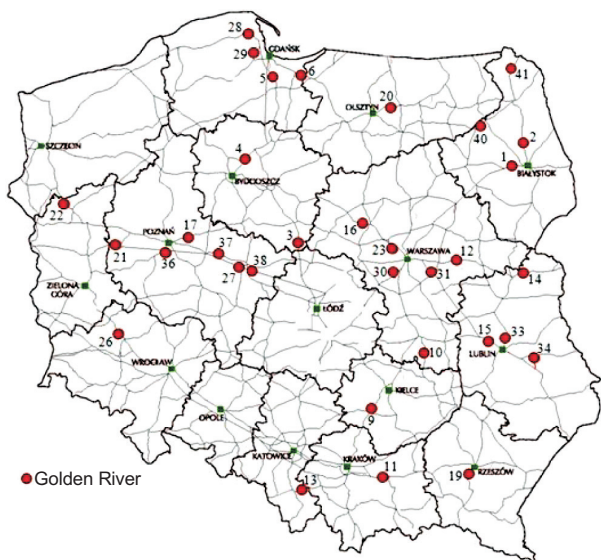 28
GDAŃSK
29
5
6
41
20
OLSZTYN
40
2
SZCZECIN
4
1
BYDGOSZCZ
BIAŁYSTOK
22
16
17
POZNAŃ
3
23
21
37
WARSZAWA
12
36
27
38
30
31
14
ZIELONA
GÓRA
ŁÓDŹ
26
15
33
LUBLIN
34
10
WROCŁAW
KIELCE
OPOLE
9
KATOWICE
KRAKÓW
11
19
RZESZÓW
13
Golden River